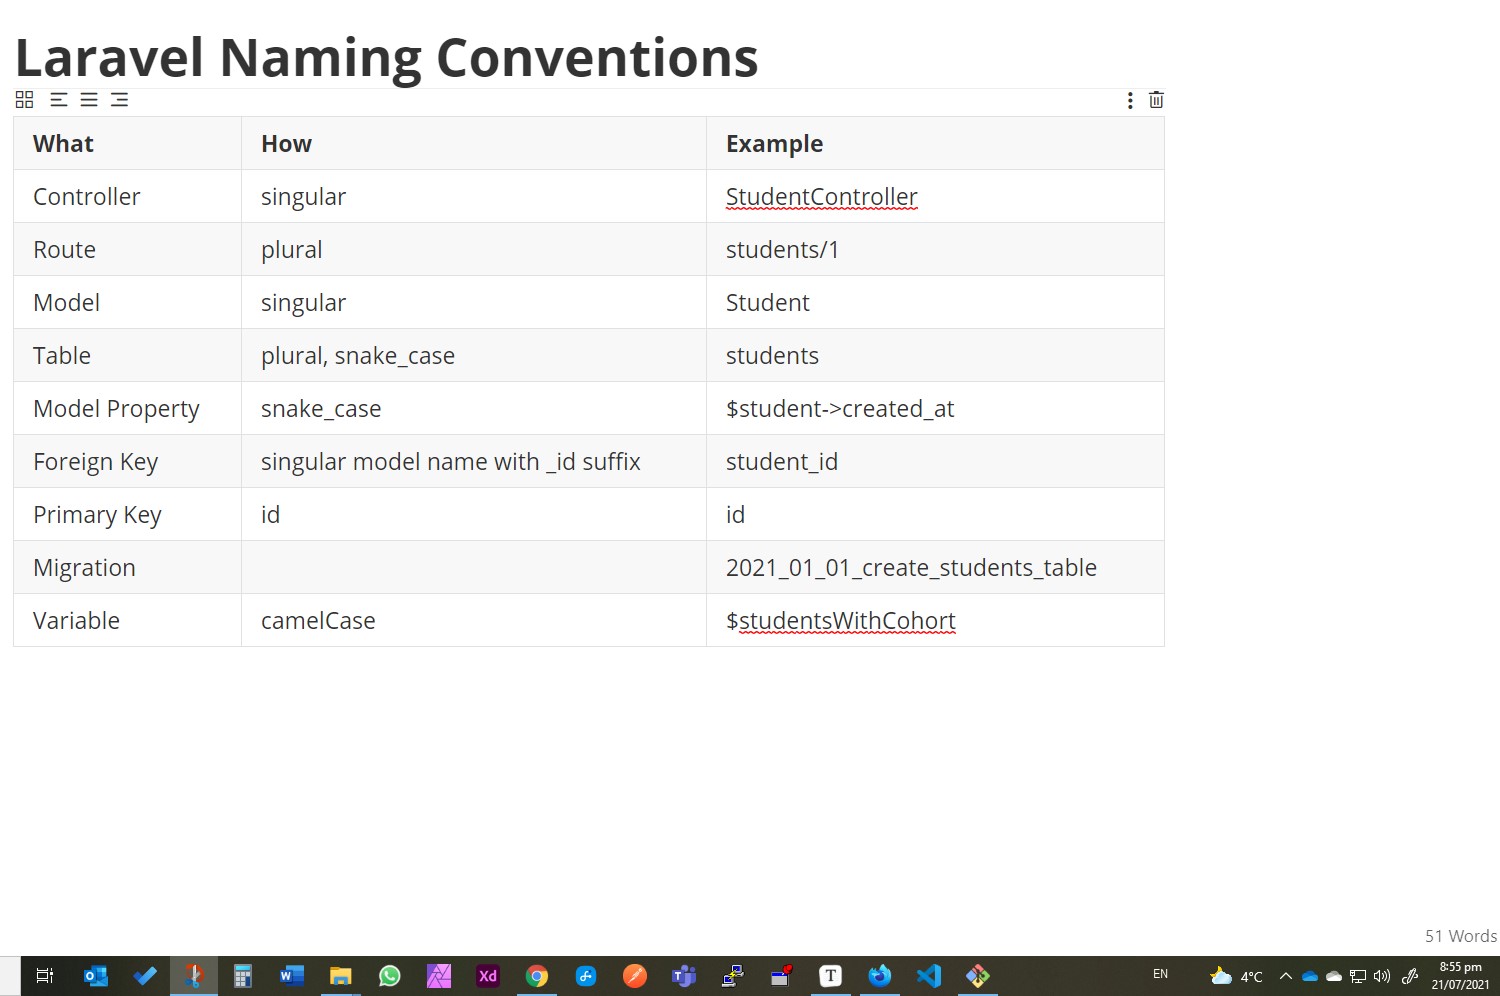 Laravel Naming Conventions
What How Example
Controller singular StudentController
Route plural students/1
Model singular Student
Table plural, snake_case students
Model Property snake_case $student->created_at
Foreign Key singular model name with _id suffix student_id
Primary Key id id
Migration 2021_01_01_create_students_table
Variable camelCase $studentsWithCohort
51 Words
Xd T EN 4°C 8:55 pm
21/07/2021